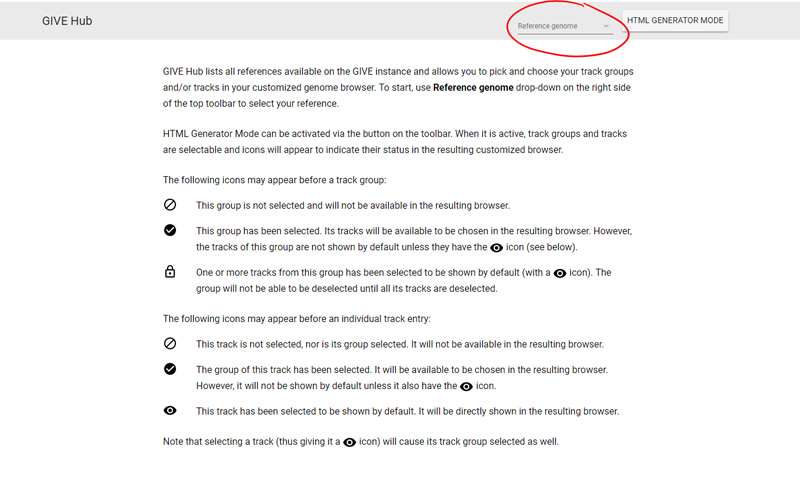 GIVE Hub
Reference genome
HTML GENERATOR MODE
GIVE Hub lists all references available on the GIVE instance and allows you to pick and choose your track groups
and/or tracks in your customized genome browser. To start, use Reference genome drop-down on the right side
of the top toolbar to select your reference.
HTML Generator Mode can be activated via the button on the toolbar. When it is active, track groups and tracks
are selectable and icons will appear to indicate their status in the resulting customized browser.
The following icons may appear before a track group:
This group is not selected and will not be available in the resulting browser.
This group has been selected. Its tracks will be available to be chosen in the resulting browser. However,
the tracks of this group are not shown by default unless they have the icon (see below).
One or more tracks from this group has been selected to be shown by default (with a icon). The
group will not be able to be deselected until all its tracks are deselected.
The following icons may appear before an individual track entry:
This track is not selected, nor is its group selected. It will not be available in the resulting browser.
The group of this track has been selected. It will be available to be chosen in the resulting browser.
However, it will not be shown by default unless it also have the icon.
This track has been selected to be shown by default. It will be directly shown in the resulting browser.
Note that selecting a track (thus giving it a icon) will cause its track group selected as well.